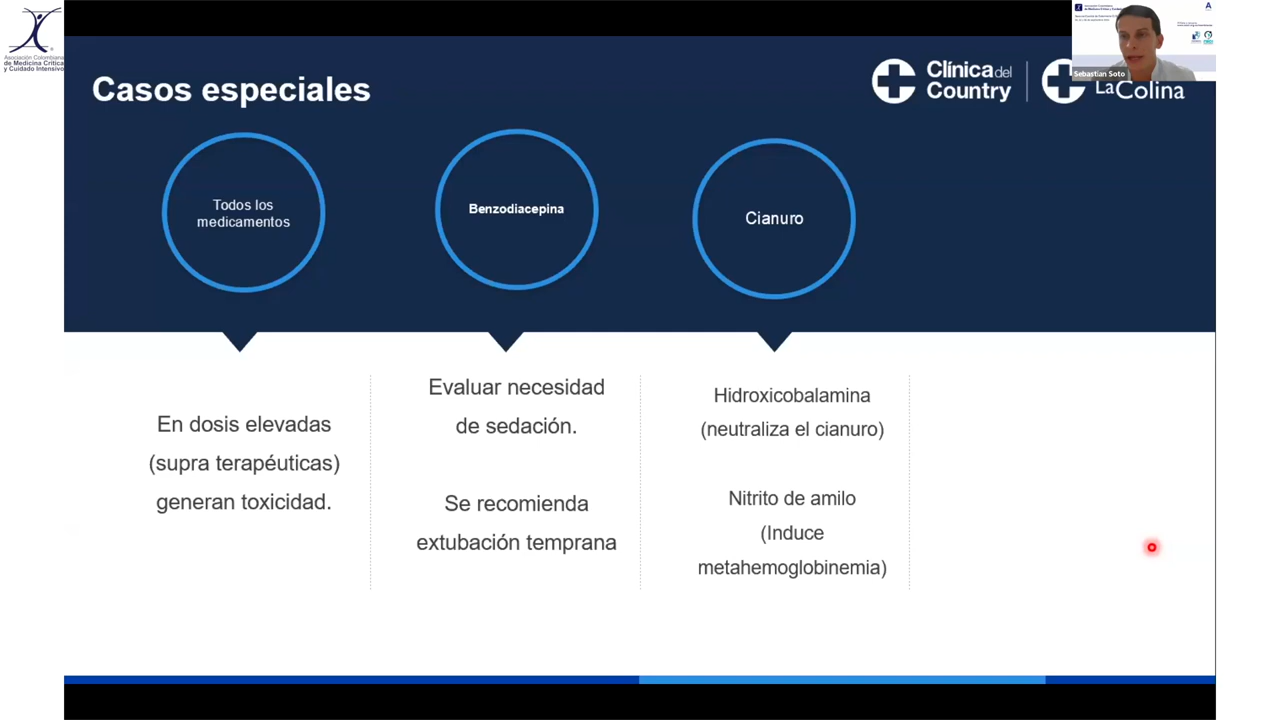 Asociación Colombiana
de Medicina Crítica
y Cuidado Intensivo
Casos especiales
Clínica del
Country
LaColina
Sebastian Soto
Todos los
medicamentos
Benzodiacepina
Cianuro
En dosis elevadas
(supra terapéuticas)
generan toxicidad.
Evaluar necesidad
de sedación.
Se recomienda
extubación temprana
Hidroxicobalamina
(neutraliza el cianuro)
Nitrito de amilo
(Induce
metahemoglobinemia)